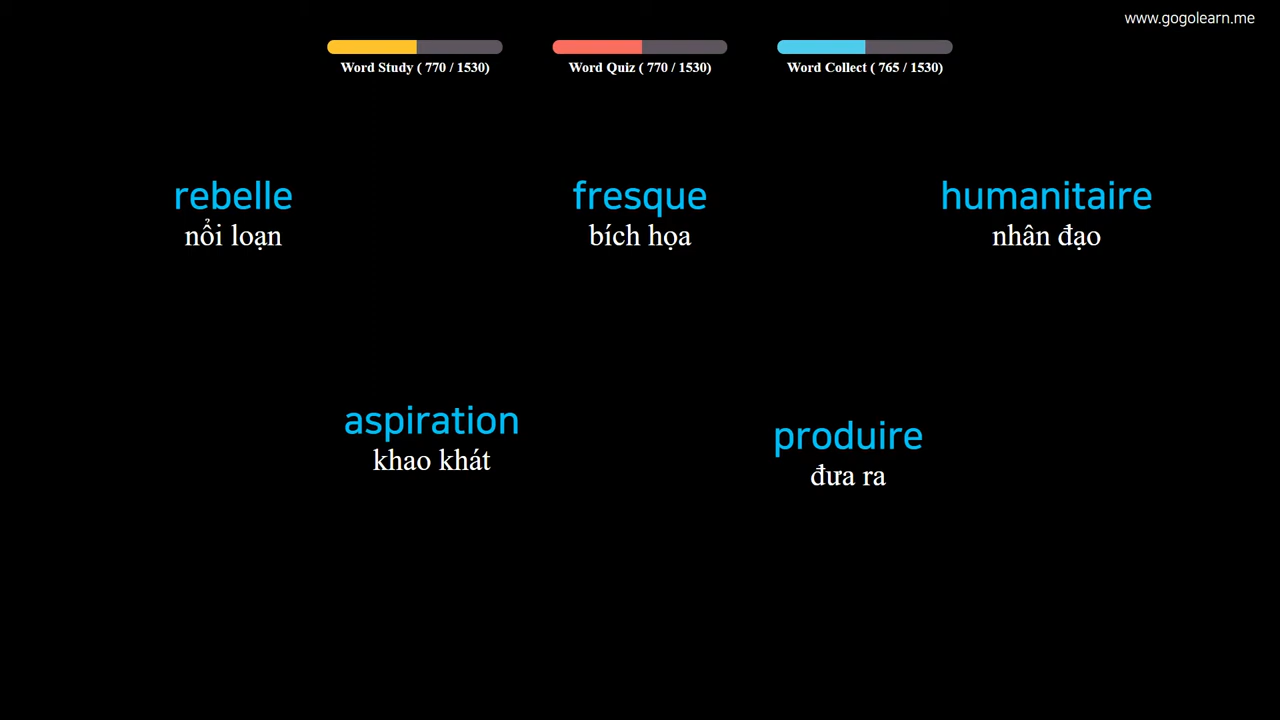 www.gogolearn.me
Word Study ( 770 / 1530)
Word Quiz ( 770 / 1530)
Word Collect ( 765 / 1530)
rebelle
nổi loạn
fresque
bích họa
humanitaire
nhân đạo
aspiration
khao khát
produire
đưa ra